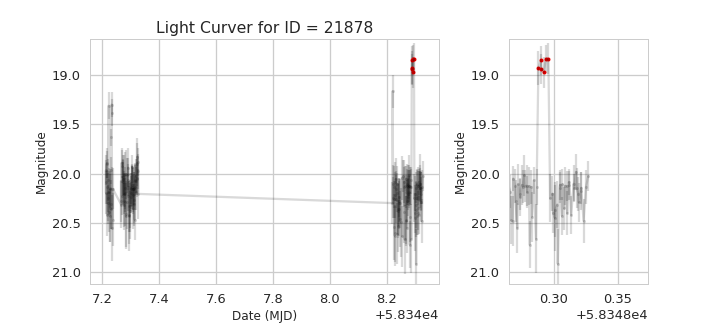 Light Curver for ID = 21878
Magnitude
19.0
19.5
20.0
20.5
21.0
7.2 7.4 7.6 7.8 8.0 8.2
Date (MJD)
+5.834e4
Magnitude
19.0
19.5
20.0
20.5
21.0
0.30 0.35
+5.8348e4